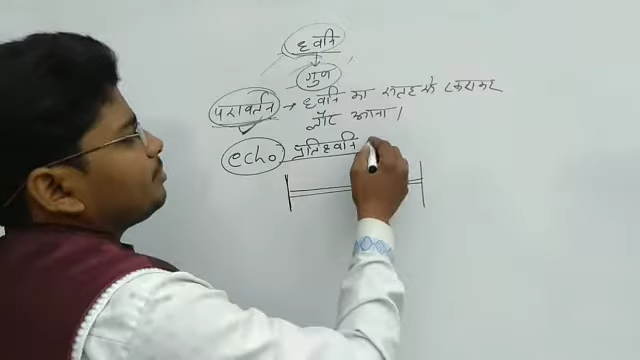 ध्वनि
गुण
परावर्तन → ध्वनि का सतह से टकराकर
लौट आना।
echo प्रतिध्वनि